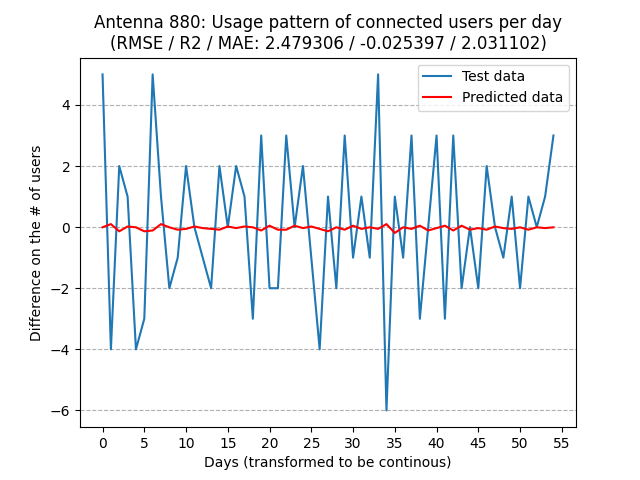 Antenna 880: Usage pattern of connected users per day
(RMSE / R2 / MAE: 2.479306 / -0.025397 / 2.031102)
Test data
Predicted data
Difference on the # of users
4
2
0
−2
−4
−6
0 5 10 15 20 25 30 35 40 45 50 55
Days (transformed to be continous)